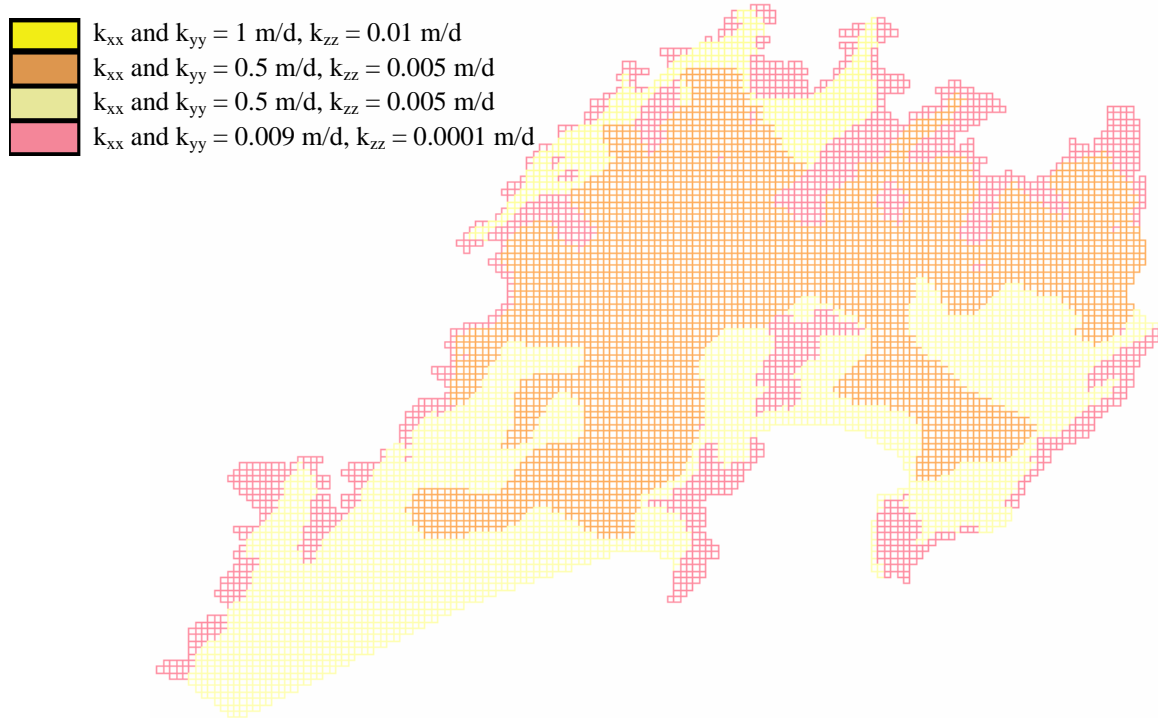 kxx and kyy = 1 m/d, kzz = 0.01 m/d
kxx and kyy = 0.5 m/d, kzz = 0.005 m/d
kxx and kyy = 0.5 m/d, kzz = 0.005 m/d
kxx and kyy = 0.009 m/d, kzz = 0.0001 m/d